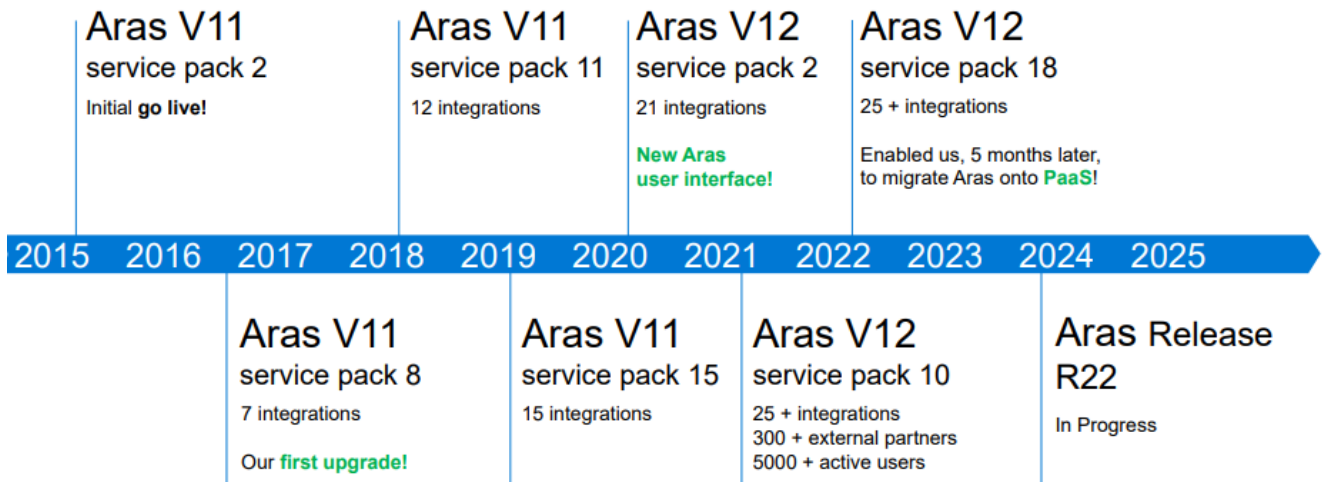 Aras V11
service pack 2
Initial go live!
Aras V11
service pack 11
12 integrations
Aras V12
service pack 2
21 integrations
New Aras
user interface!
Aras V12
service pack 18
25 + integrations
Enabled us, 5 months later,
to migrate Aras onto PaaS!
2015 2016 2017 2018 2019 2020 2021 2022 2023 2024 2025
Aras V11
service pack 8
7 integrations
Our first upgrade!
Aras V11
service pack 15
15 integrations
Aras V12
service pack 10
25 + integrations
300 + external partners
5000 + active users
Aras Release
R22
In Progress